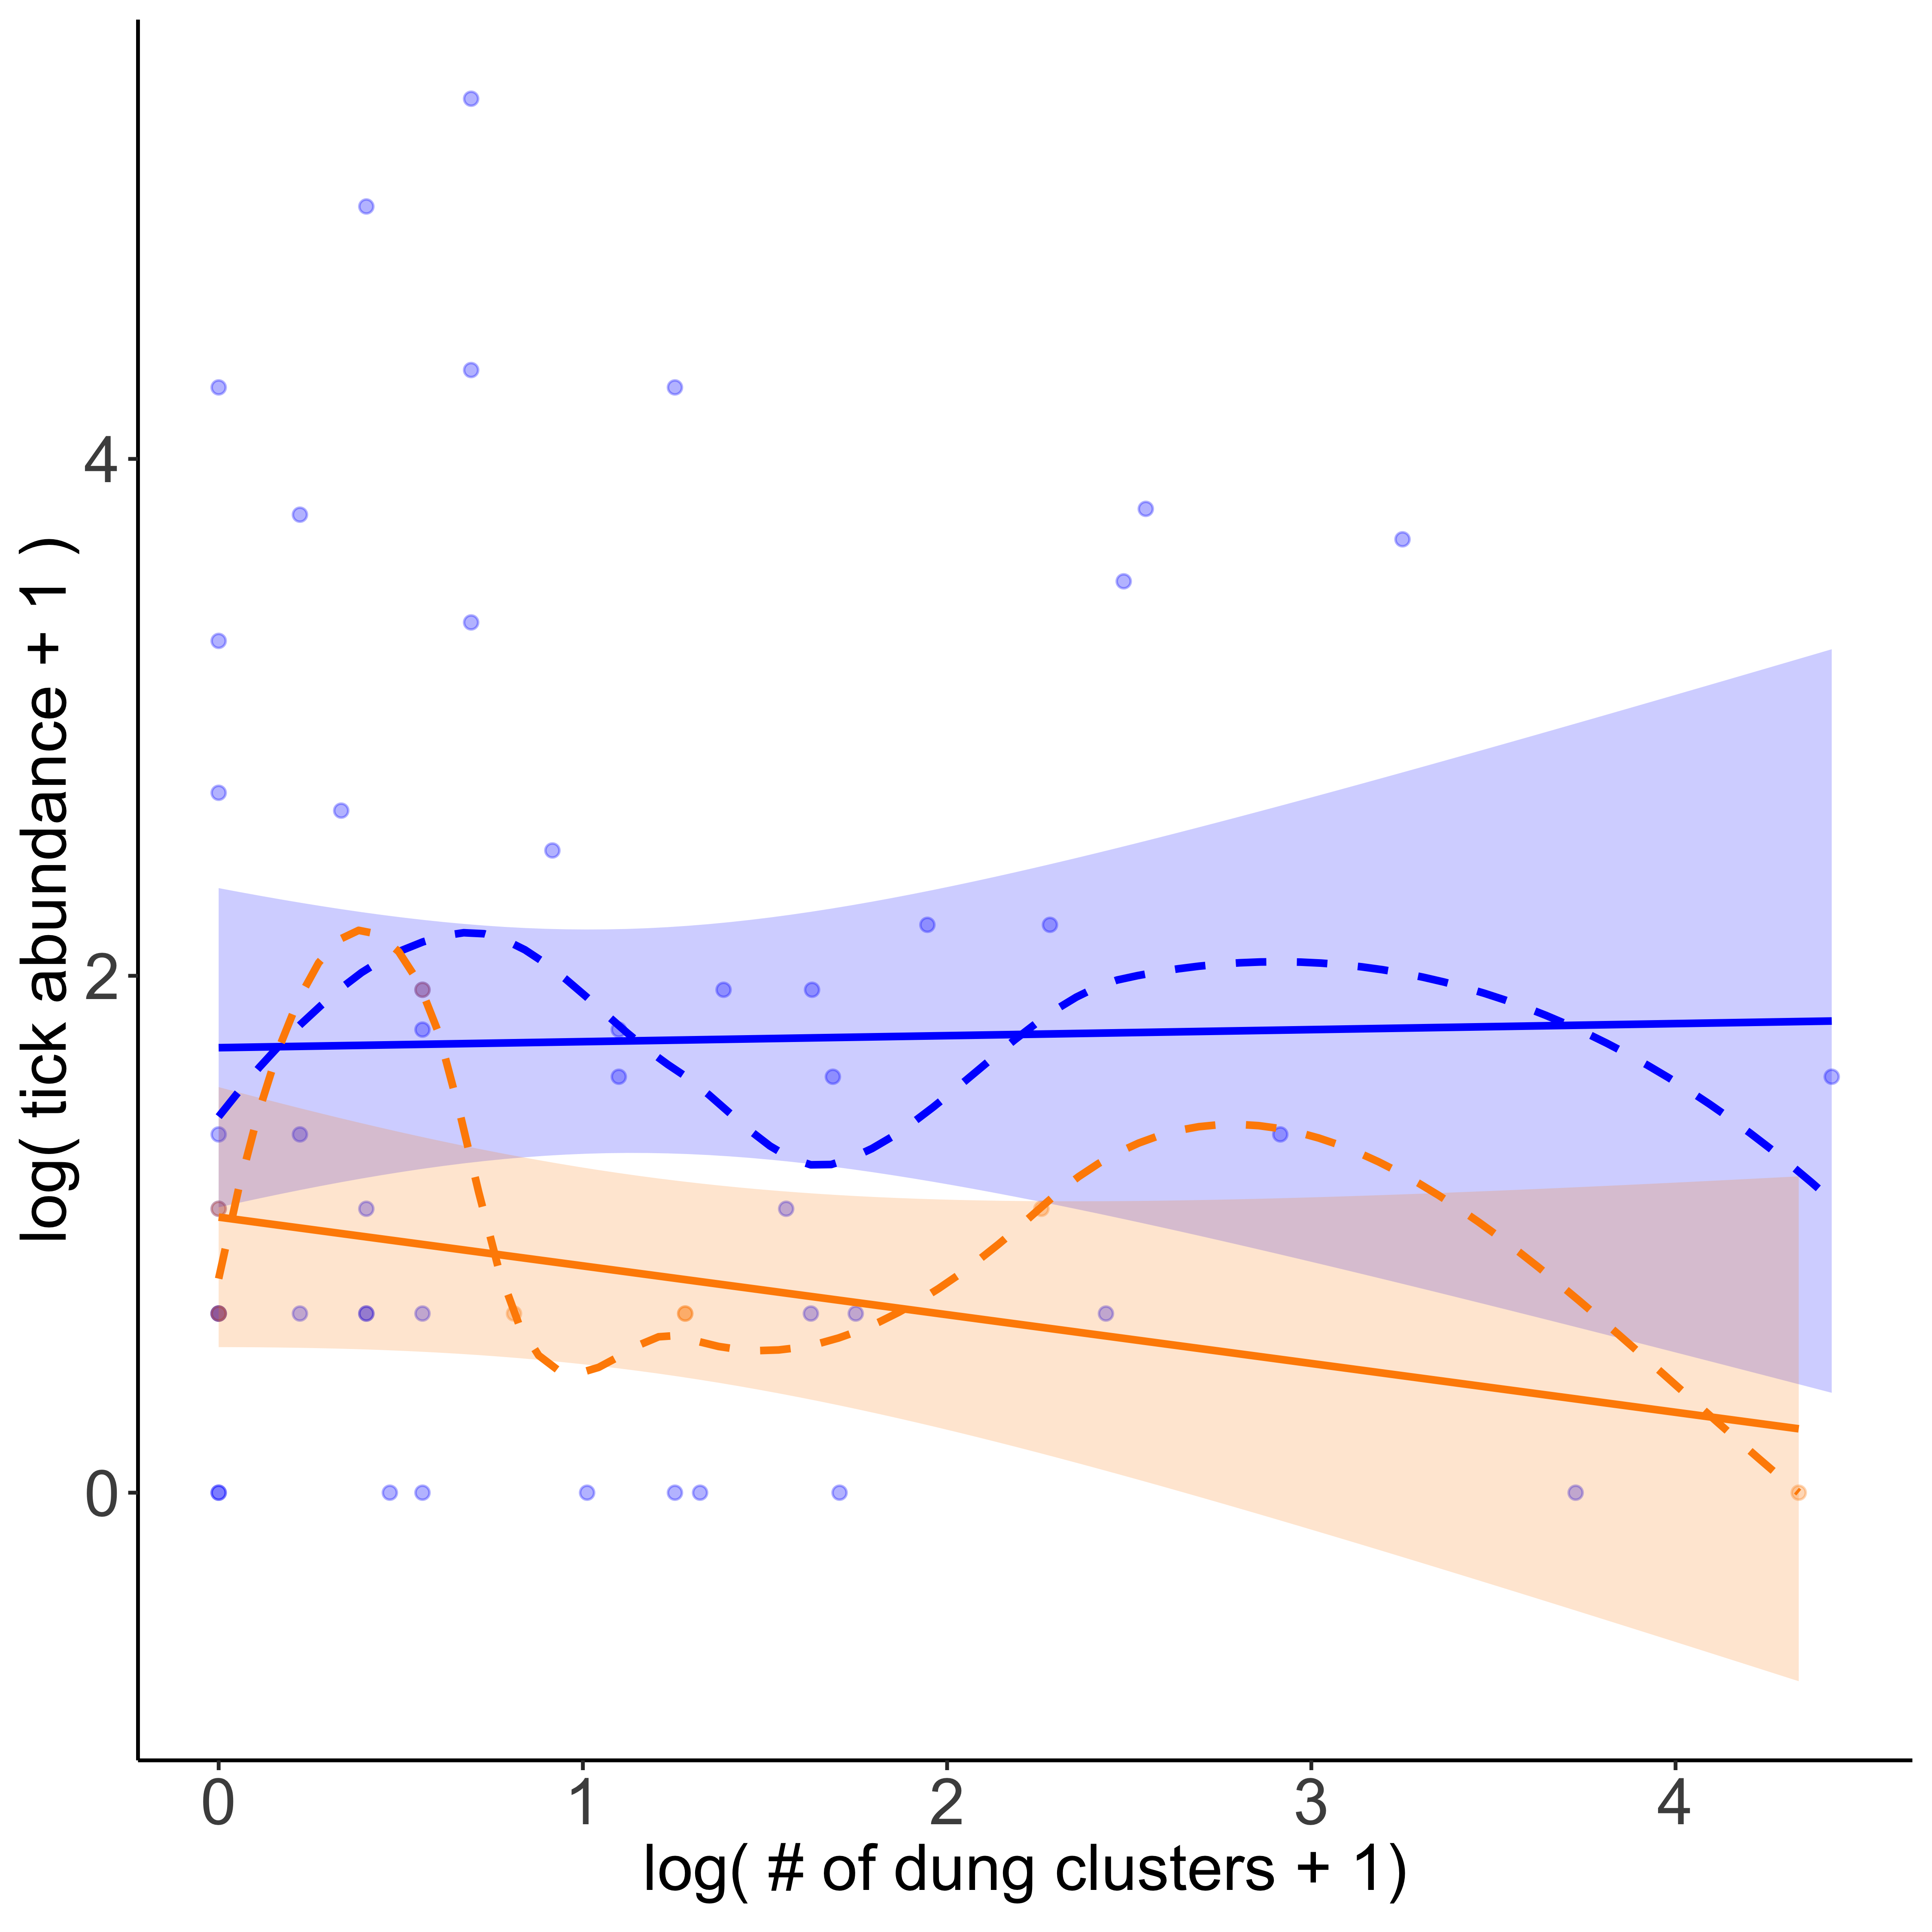 log( tick abundance + 1 )
4
2
0
0 1 2 3 4
log( # of dung clusters + 1)